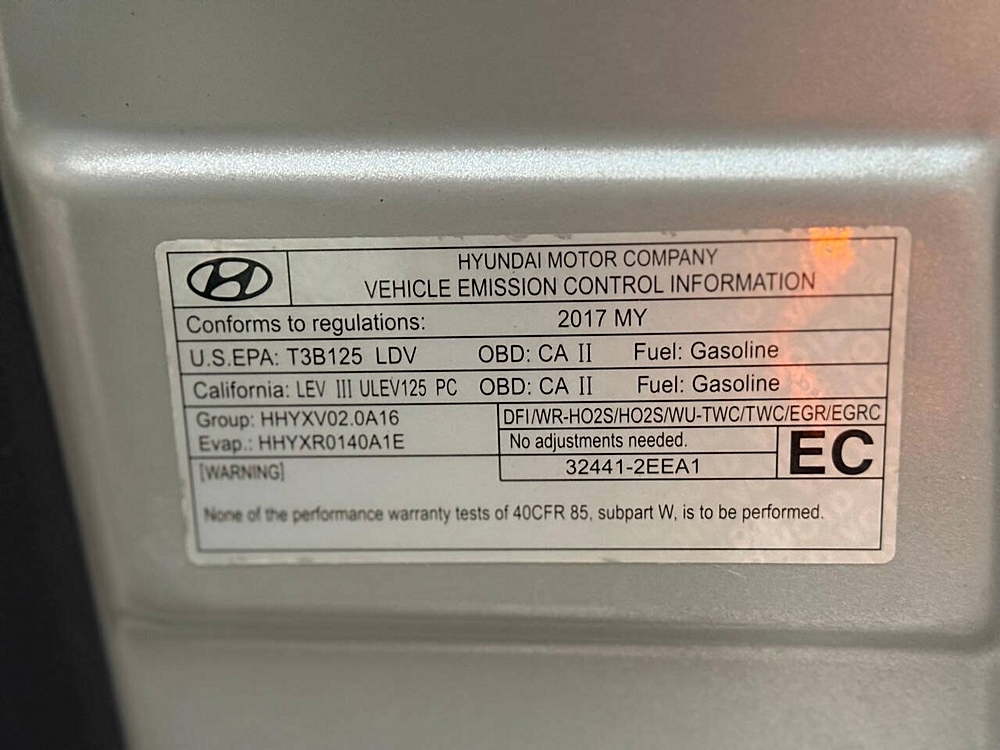 HYUNDAI MOTOR COMPANY
VEHICLE EMISSION CONTROL INFORMATION
Conforms to regulations: 2017 MY
U.S.EPA: T3B125 LDV OBD: CA II Fuel: Gasoline
California: LEV III ULEV125 PC OBD: CA II Fuel: Gasoline
Group: HHYXV02.0A16
Evap.: HHYXR0140A1E
DFI/WR-HO2S/HO2S/WU-TWC/TWC/EGR/EGRC
No adjustments needed.
32441-2EEA1
EC
[WARNING]
None of the performance warranty tests of 40CFR 85, subpart W, is to be performed.